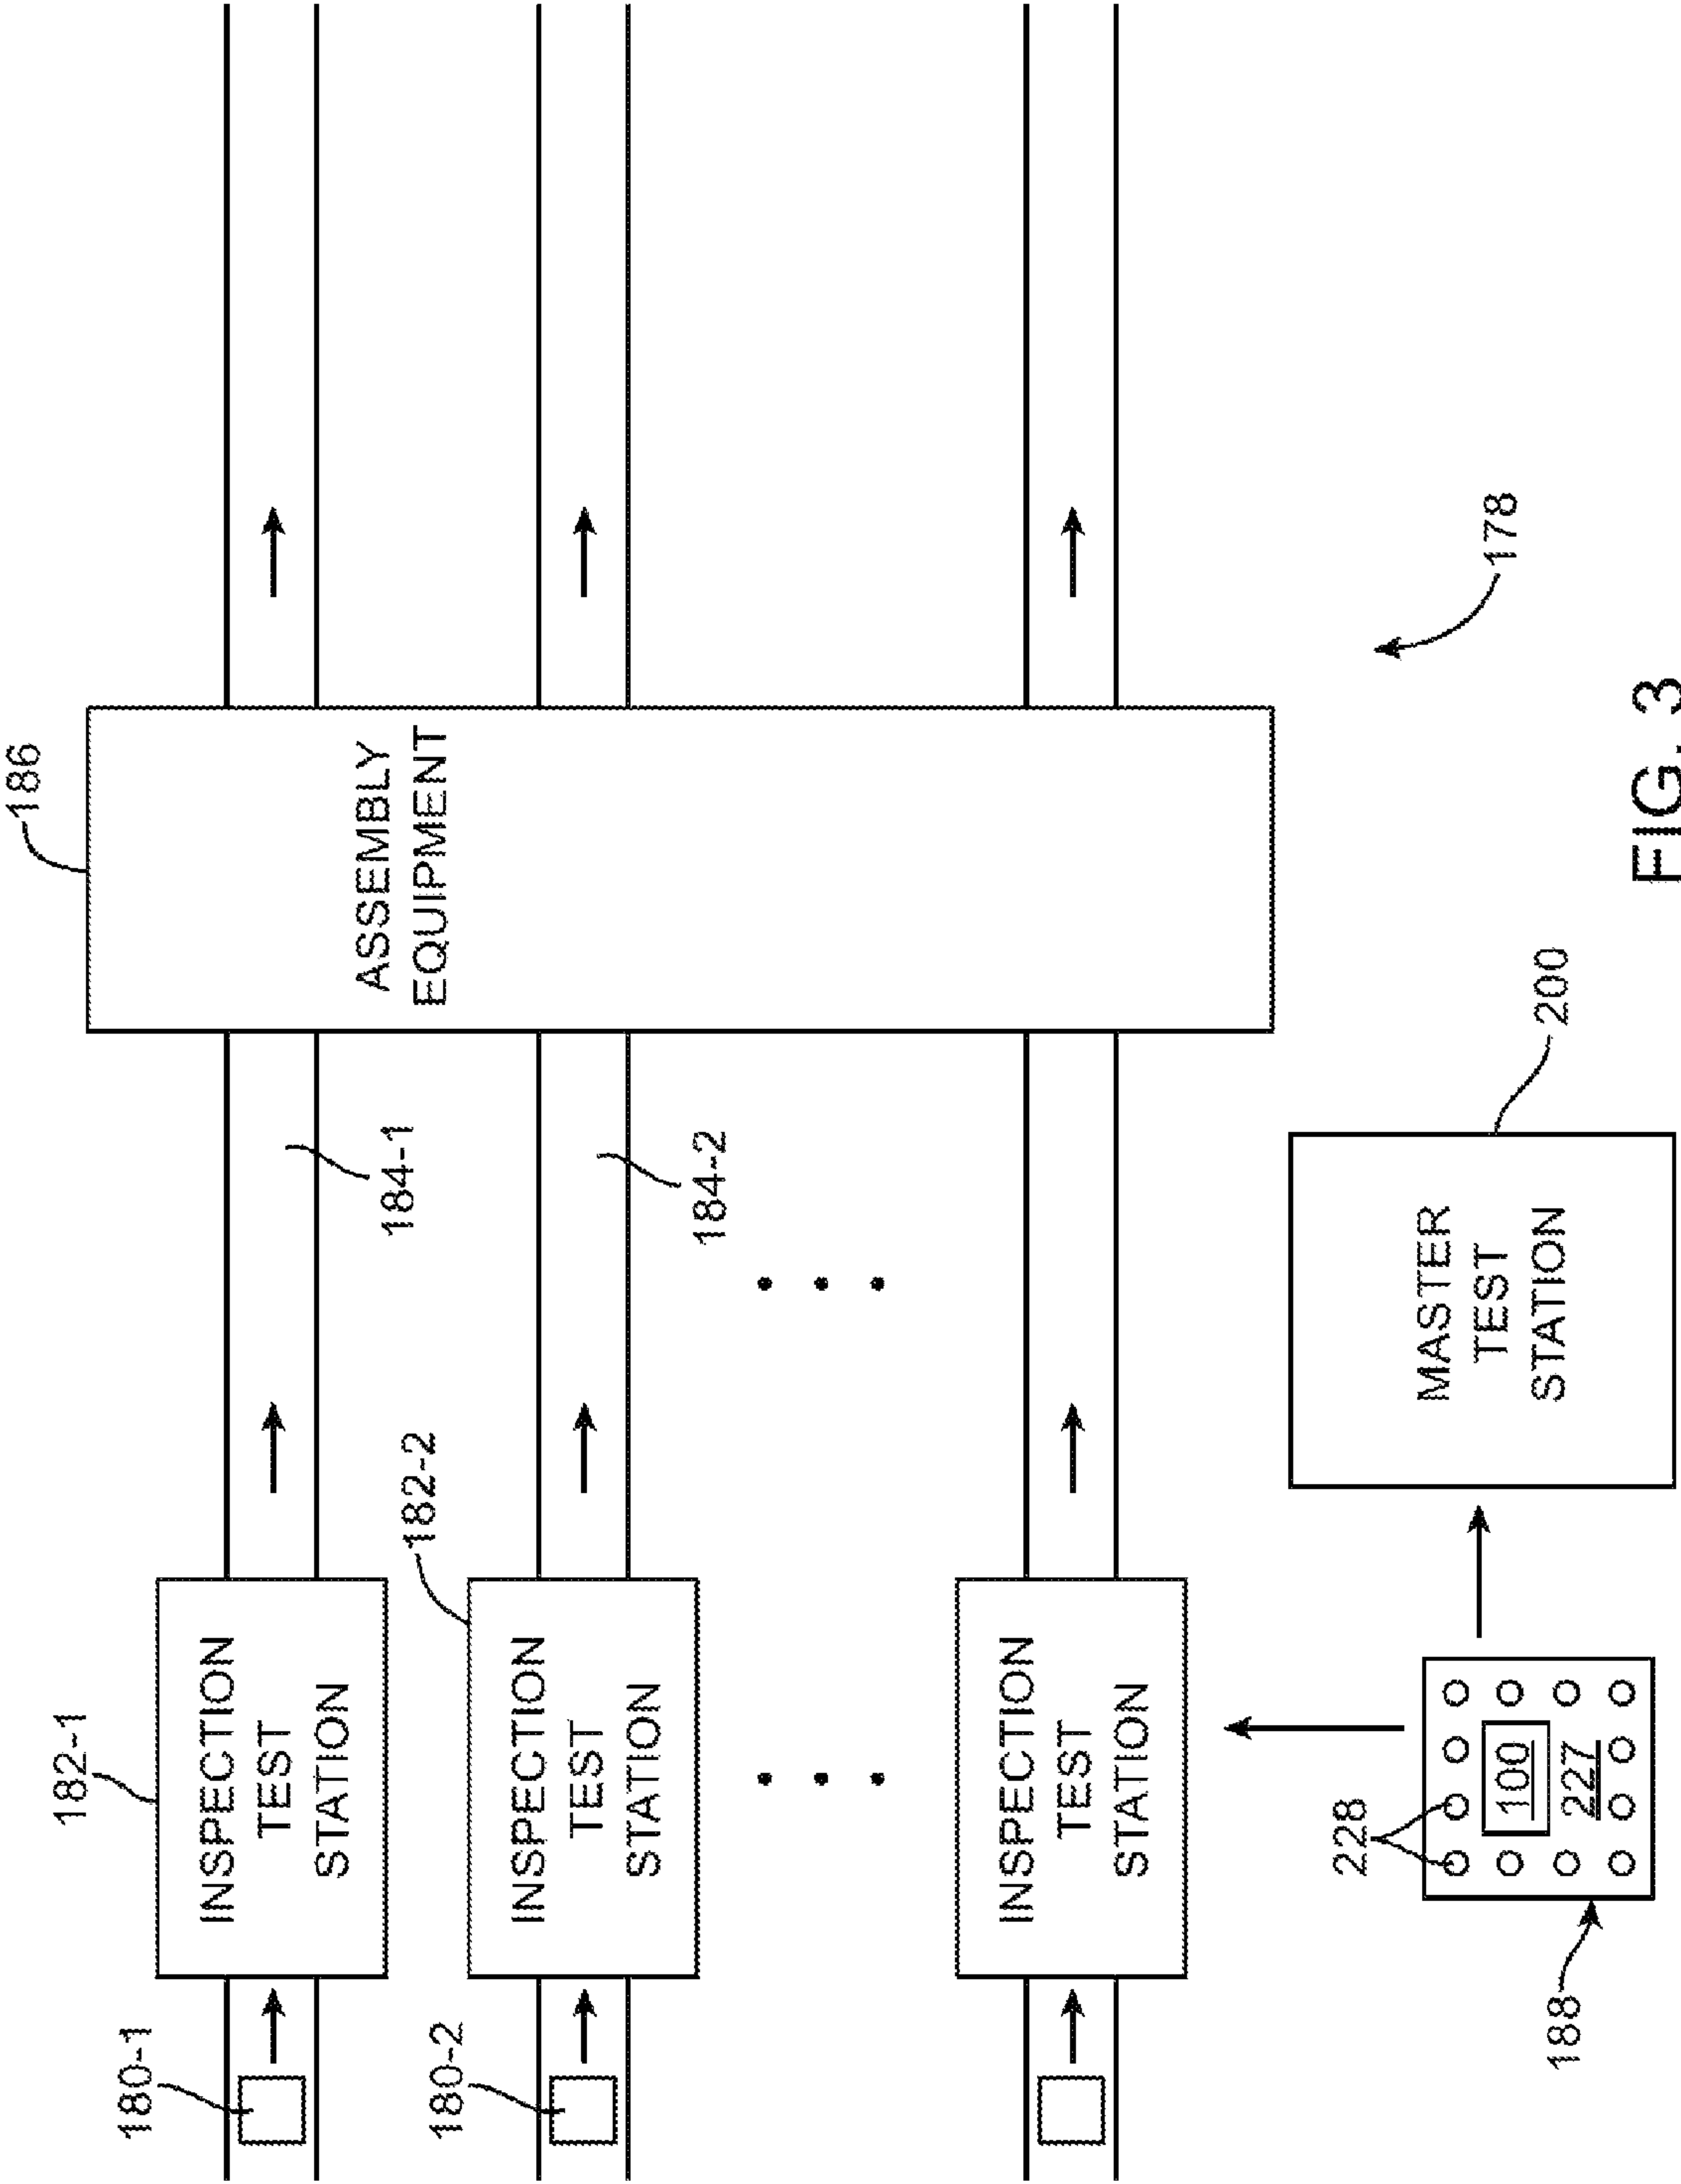 186
182-1
180-1
INSPECTION
TEST
STATION
184-1
ASSEMBLY
EQUIPMENT
182-2
180-2
INSPECTION
TEST
STATION
184-2
INSPECTION
TEST
STATION
178
228
100
227
188
MASTER
TEST
STATION
200
FIG. 3